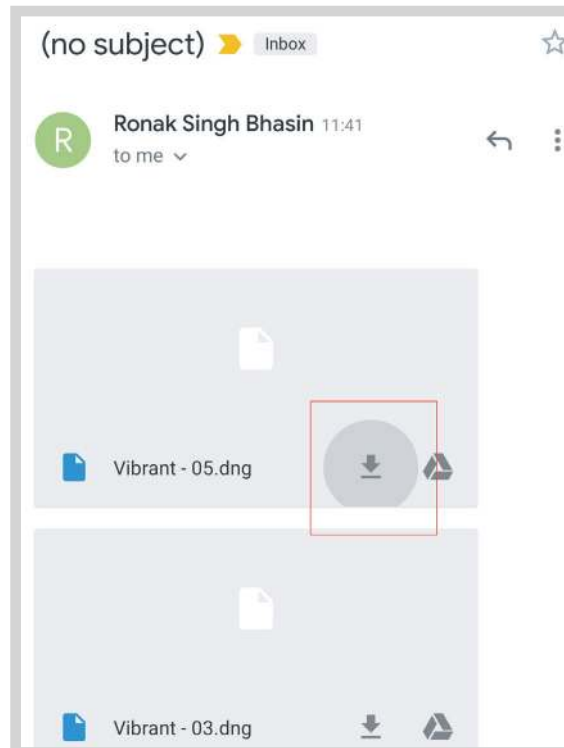 (no subject) Inbox
R
Ronak Singh Bhasin 11:41
to me
Vibrant - 05.dng
Vibrant - 03.dng